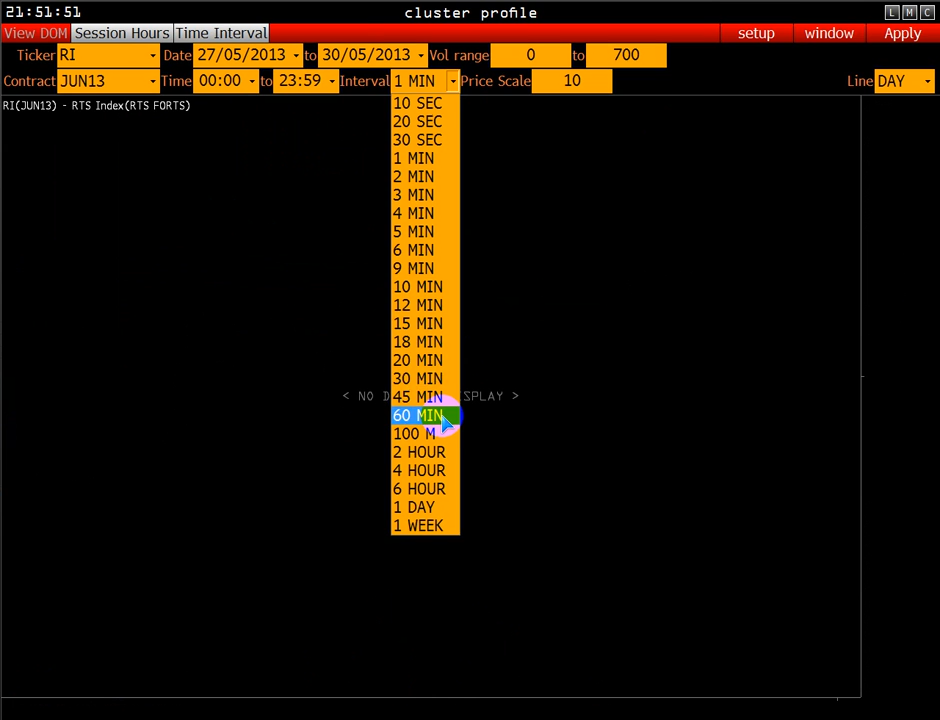 21:51:51 cluster profile L M C
View DOM Session Hours Time Interval setup window Apply
Ticker RI Date 27/05/2013 to 30/05/2013 Vol range 0 to 700
Contract JUN13 Time 00:00 to 23:59 Interval 1 MIN Price Scale 10 Line DAY
RI(JUN13) - RTS Index(RTS FORTS)
10 SEC
20 SEC
30 SEC
1 MIN
2 MIN
3 MIN
4 MIN
5 MIN
6 MIN
9 MIN
10 MIN
12 MIN
15 MIN
18 MIN
20 MIN
30 MIN
< NO 45 MIN >
60 MIN
100 M
2 HOUR
4 HOUR
6 HOUR
1 DAY
1 WEEK